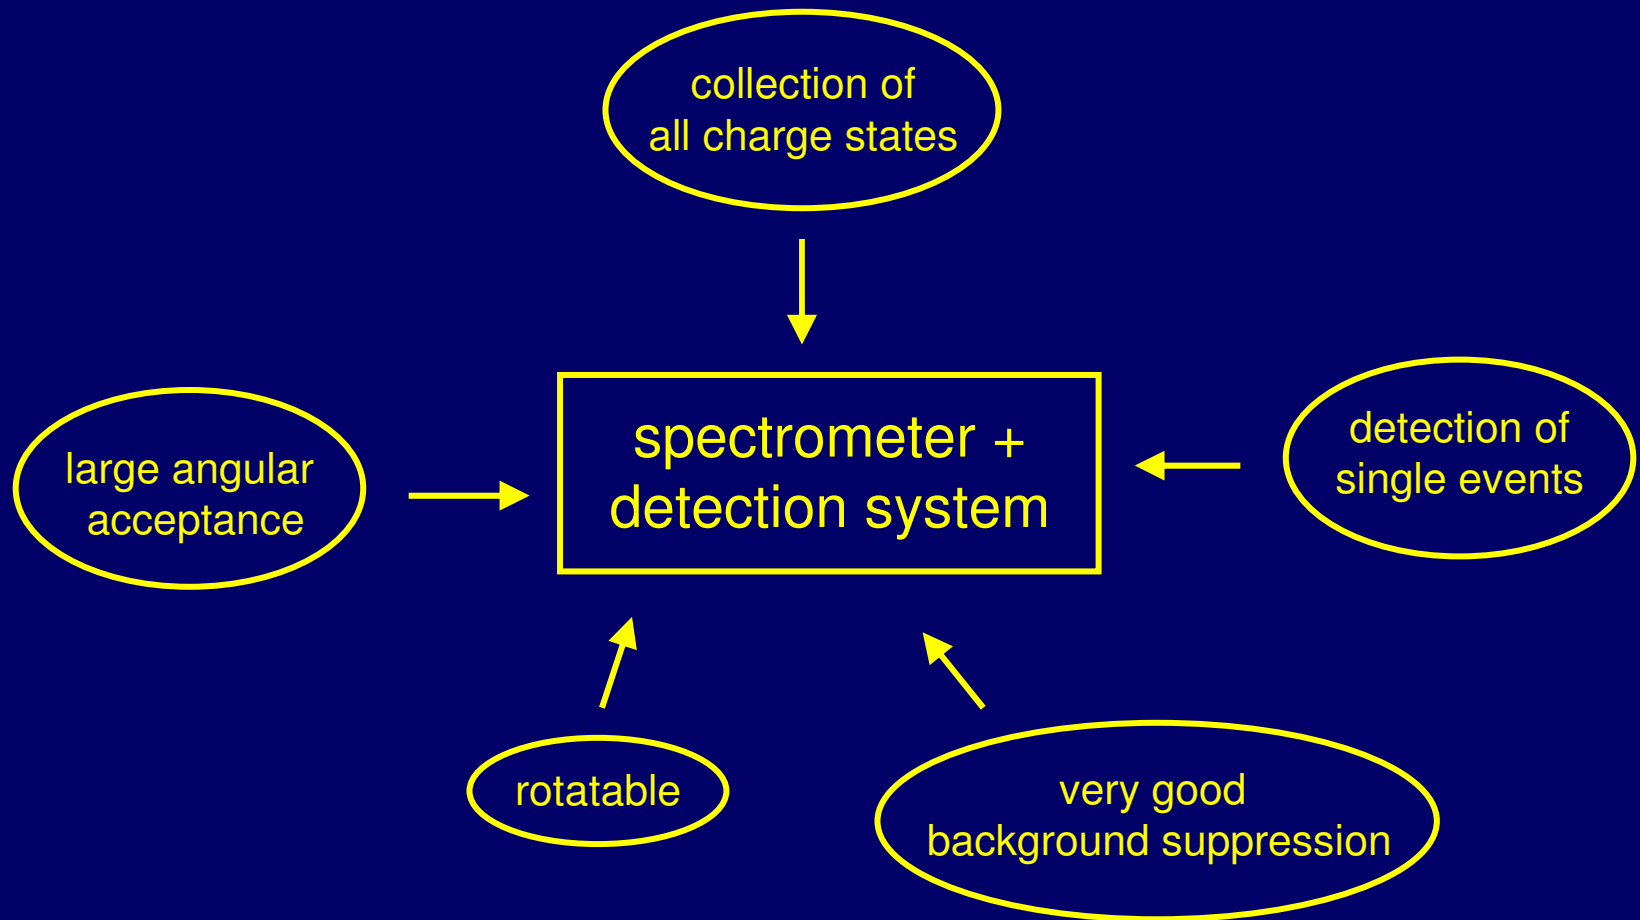 collection of
all charge states
large angular
acceptance
spectrometer +
detection system
detection of
single events
rotatable
very good
background suppression